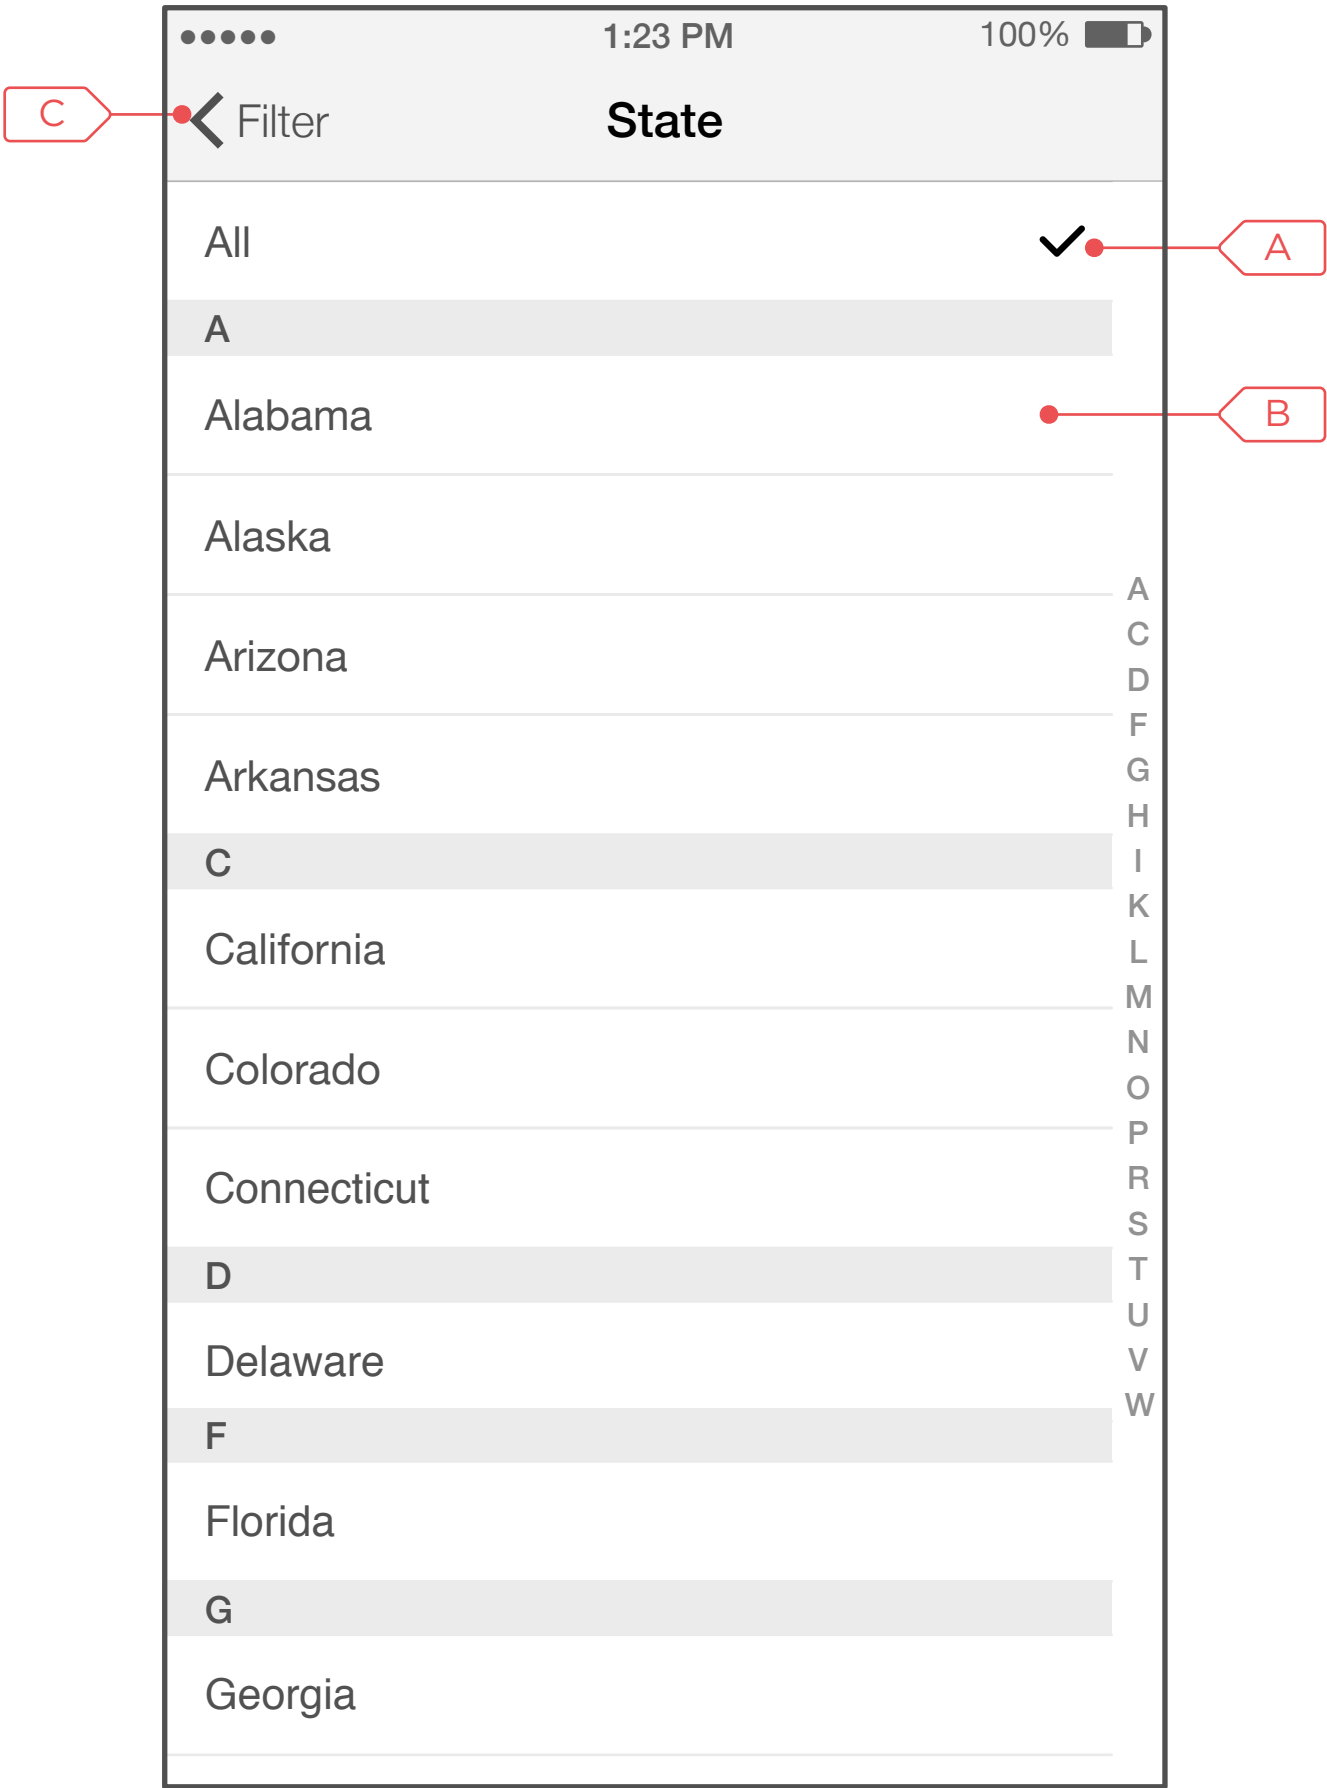 1:23 PM 100%
C
Filter State
All
A
A
Alabama
B
Alaska
Arizona
Arkansas
C
California
Colorado
Connecticut
D
Delaware
F
Florida
G
Georgia
A
C
D
F
G
H
I
K
L
M
N
O
P
R
S
T
U
V
W